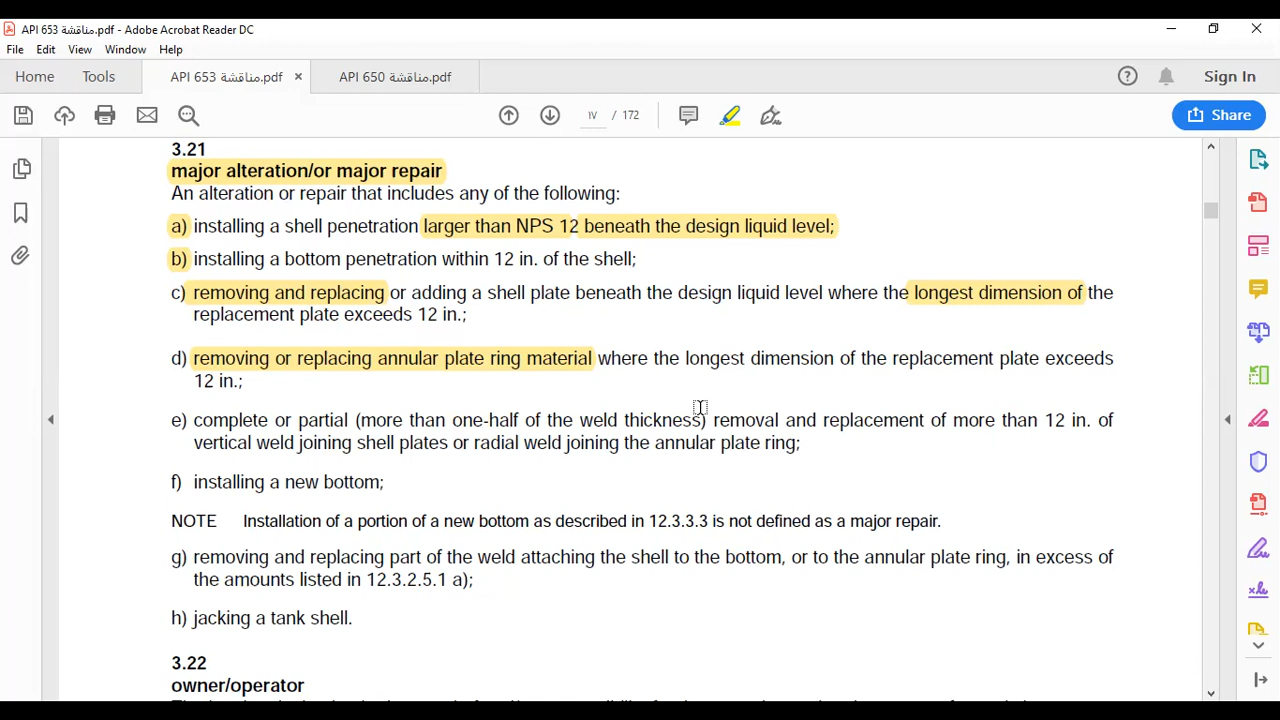 API 653 مناقشة.pdf - Adobe Acrobat Reader DC
File Edit View Window Help
Home Tools API 653 مناقشة.pdf × API 650 مناقشة.pdf Sign In
١٧ / 172 Share
3.21
major alteration/or major repair
An alteration or repair that includes any of the following:
a) installing a shell penetration larger than NPS 12 beneath the design liquid level;
b) installing a bottom penetration within 12 in. of the shell;
c) removing and replacing or adding a shell plate beneath the design liquid level where the longest dimension of the
replacement plate exceeds 12 in.;
d) removing or replacing annular plate ring material where the longest dimension of the replacement plate exceeds
12 in.;
e) complete or partial (more than one-half of the weld thickness) removal and replacement of more than 12 in. of
vertical weld joining shell plates or radial weld joining the annular plate ring;
f) installing a new bottom;
NOTE Installation of a portion of a new bottom as described in 12.3.3.3 is not defined as a major repair.
g) removing and replacing part of the weld attaching the shell to the bottom, or to the annular plate ring, in excess of
the amounts listed in 12.3.2.5.1 a);
h) jacking a tank shell.
3.22
owner/operator